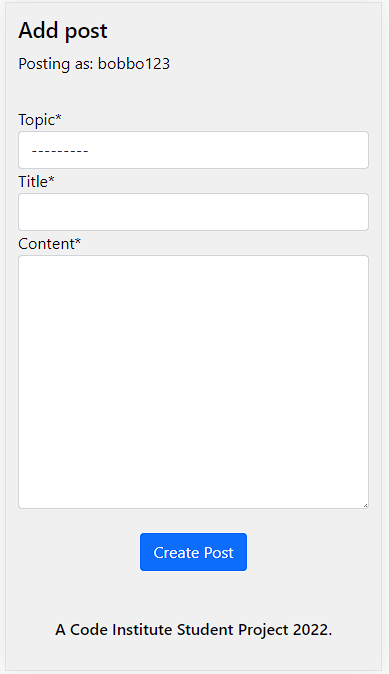 Add post
Posting as: bobbo123
Topic*
---------
Title*
Content*
Create Post
A Code Institute Student Project 2022.